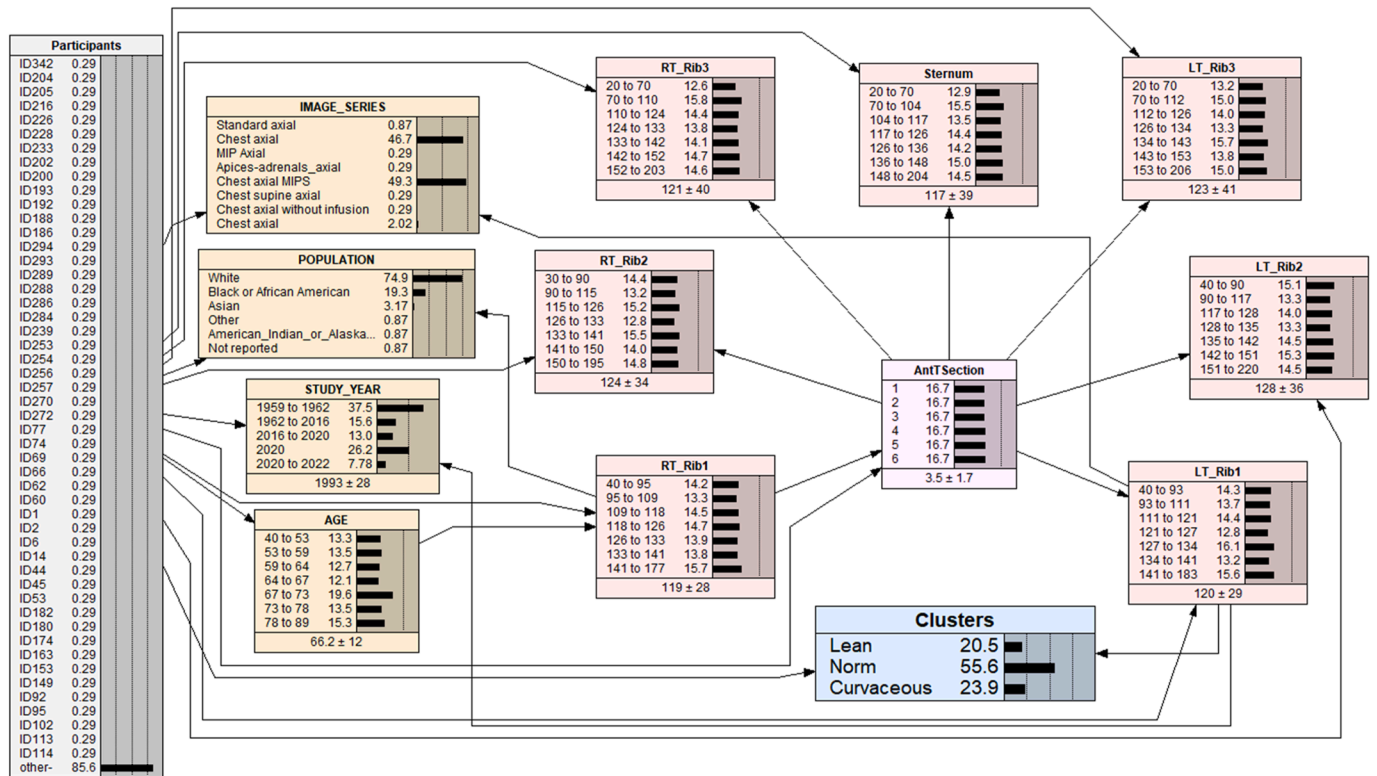 Participants
ID342 0.29
ID204 0.29
ID205 0.29
ID216 0.29
ID226 0.29
ID228 0.29
ID233 0.29
ID202 0.29
ID200 0.29
ID193 0.29
ID192 0.29
ID188 0.29
ID186 0.29
ID294 0.29
ID293 0.29
ID289 0.29
ID288 0.29
ID286 0.29
ID284 0.29
ID239 0.29
ID253 0.29
ID254 0.29
ID256 0.29
ID257 0.29
ID270 0.29
ID272 0.29
ID77 0.29
ID74 0.29
ID69 0.29
ID66 0.29
ID62 0.29
ID60 0.29
ID1 0.29
ID2 0.29
ID6 0.29
ID14 0.29
ID44 0.29
ID45 0.29
ID53 0.29
ID182 0.29
ID180 0.29
ID174 0.29
ID163 0.29
ID153 0.29
ID149 0.29
ID92 0.29
ID95 0.29
ID102 0.29
ID113 0.29
ID114 0.29
other- 85.6
IMAGE_SERIES
Standard axial 0.87
Chest axial 46.7
MIP Axial 0.29
Apices-adrenals_axial 0.29
Chest axial MIPS 49.3
Chest supine axial 0.29
Chest axial without infusion 0.29
Chest axial 2.02
POPULATION
White 74.9
Black or African American 19.3
Asian 3.17
Other 0.87
American_Indian_or_Alaska... 0.87
Not reported 0.87
STUDY_YEAR
1959 to 1962 37.5
1962 to 2016 15.6
2016 to 2020 13.0
2020 26.2
2020 to 2022 7.78
1993 ± 28
AGE
40 to 53 13.3
53 to 59 13.5
59 to 64 12.7
64 to 67 12.1
67 to 73 19.6
73 to 78 13.5
78 to 89 15.3
66.2 ± 12
RT_Rib3
20 to 70 12.6
70 to 110 15.8
110 to 124 14.4
124 to 133 13.8
133 to 142 14.1
142 to 152 14.7
152 to 203 14.6
121 ± 40
RT_Rib2
30 to 90 14.4
90 to 115 13.2
115 to 126 15.2
126 to 133 12.8
133 to 141 15.5
141 to 150 14.0
150 to 195 14.8
124 ± 34
RT_Rib1
40 to 95 14.2
95 to 109 13.3
109 to 118 14.5
118 to 126 14.7
126 to 133 13.9
133 to 141 13.8
141 to 177 15.7
119 ± 28
Sternum
20 to 70 12.9
70 to 104 15.5
104 to 117 13.5
117 to 126 14.4
126 to 136 14.2
136 to 148 15.0
148 to 204 14.5
117 ± 39
AntTSection
1 16.7
2 16.7
3 16.7
4 16.7
5 16.7
6 16.7
3.5 ± 1.7
Clusters
Lean 20.5
Norm 55.6
Curvaceous 23.9
LT_Rib3
20 to 70 13.2
70 to 112 15.0
112 to 126 14.0
126 to 134 13.3
134 to 143 15.7
143 to 153 13.8
153 to 206 15.0
123 ± 41
LT_Rib2
40 to 90 15.1
90 to 117 13.3
117 to 128 14.0
128 to 135 13.3
135 to 142 14.5
142 to 151 15.3
151 to 220 14.5
128 ± 36
LT_Rib1
40 to 93 14.3
93 to 111 13.7
111 to 121 14.4
121 to 127 12.8
127 to 134 16.1
134 to 141 13.2
141 to 183 15.6
120 ± 29